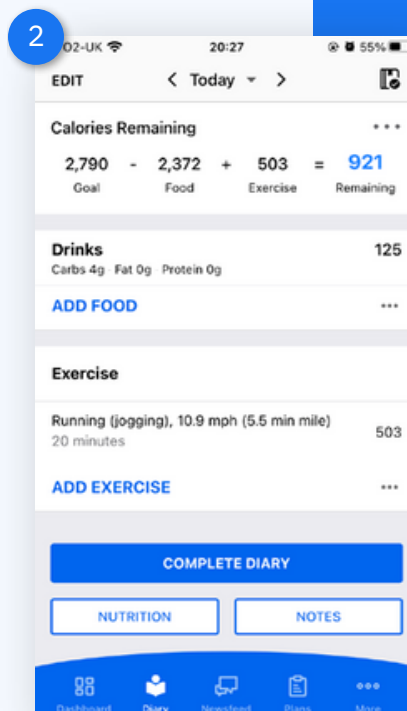 2
O2-UK 20:27 55%
EDIT < Today >
Calories Remaining
2,790 - 2,372 + 503 = 921
Goal Food Exercise Remaining
Drinks 125
Carbs 4g · Fat 0g · Protein 0g
ADD FOOD
Exercise
Running (jogging), 10.9 mph (5.5 min mile) 503
20 minutes
ADD EXERCISE
COMPLETE DIARY
NUTRITION NOTES
Dashboard Diary Newsfeed Plans More